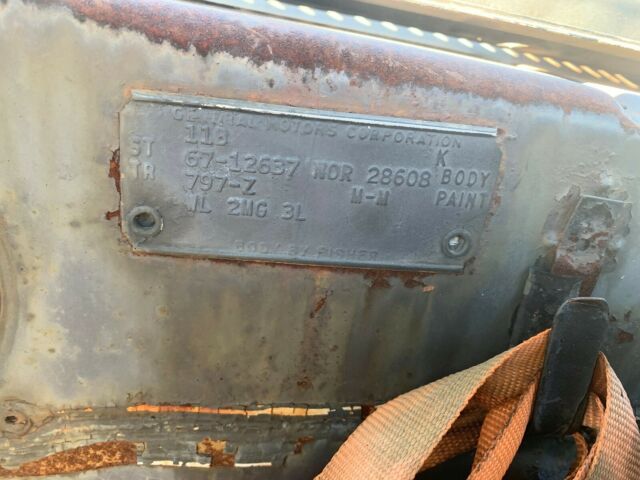 GENERAL MOTORS CORPORATION
11B K
ST 67-12637 NOR 28608 BODY
TR 797-Z M-M PAINT
WL 2MG 3L
BODY BY FISHER